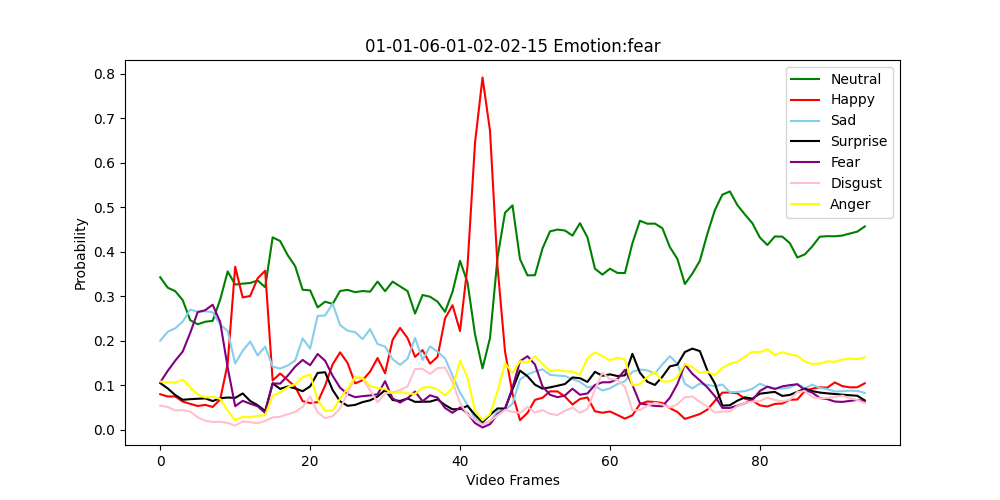 01-01-06-01-02-02-15 Emotion:fear
0.8
0.7
0.6
0.5
0.4
0.3
0.2
0.1
0.0
Probability
Neutral
Happy
Sad
Surprise
Fear
Disgust
Anger
0 20 40 60 80
Video Frames